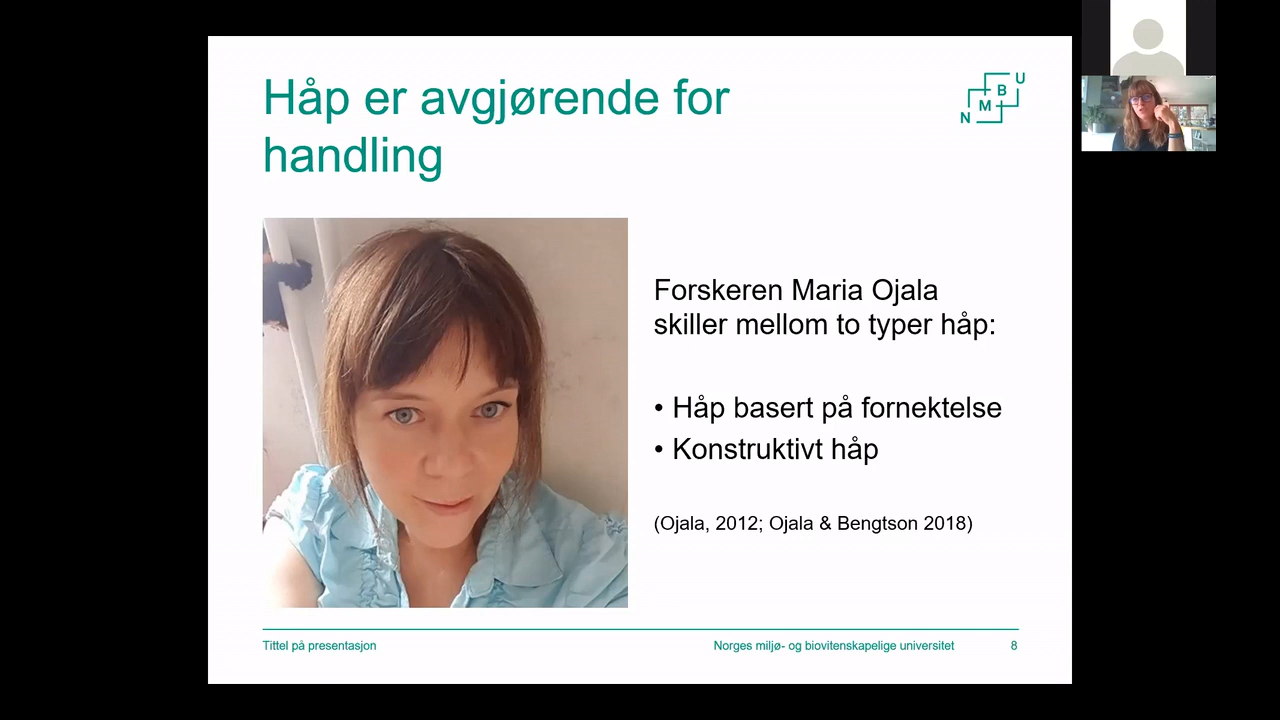 Håp er avgjørende for
handling
N M B U
Forskeren Maria Ojala
skiller mellom to typer håp:
• Håp basert på fornektelse
• Konstruktivt håp
(Ojala, 2012; Ojala & Bengtson 2018)
Tittel på presentasjon
Norges miljø- og biovitenskapelige universitet
8